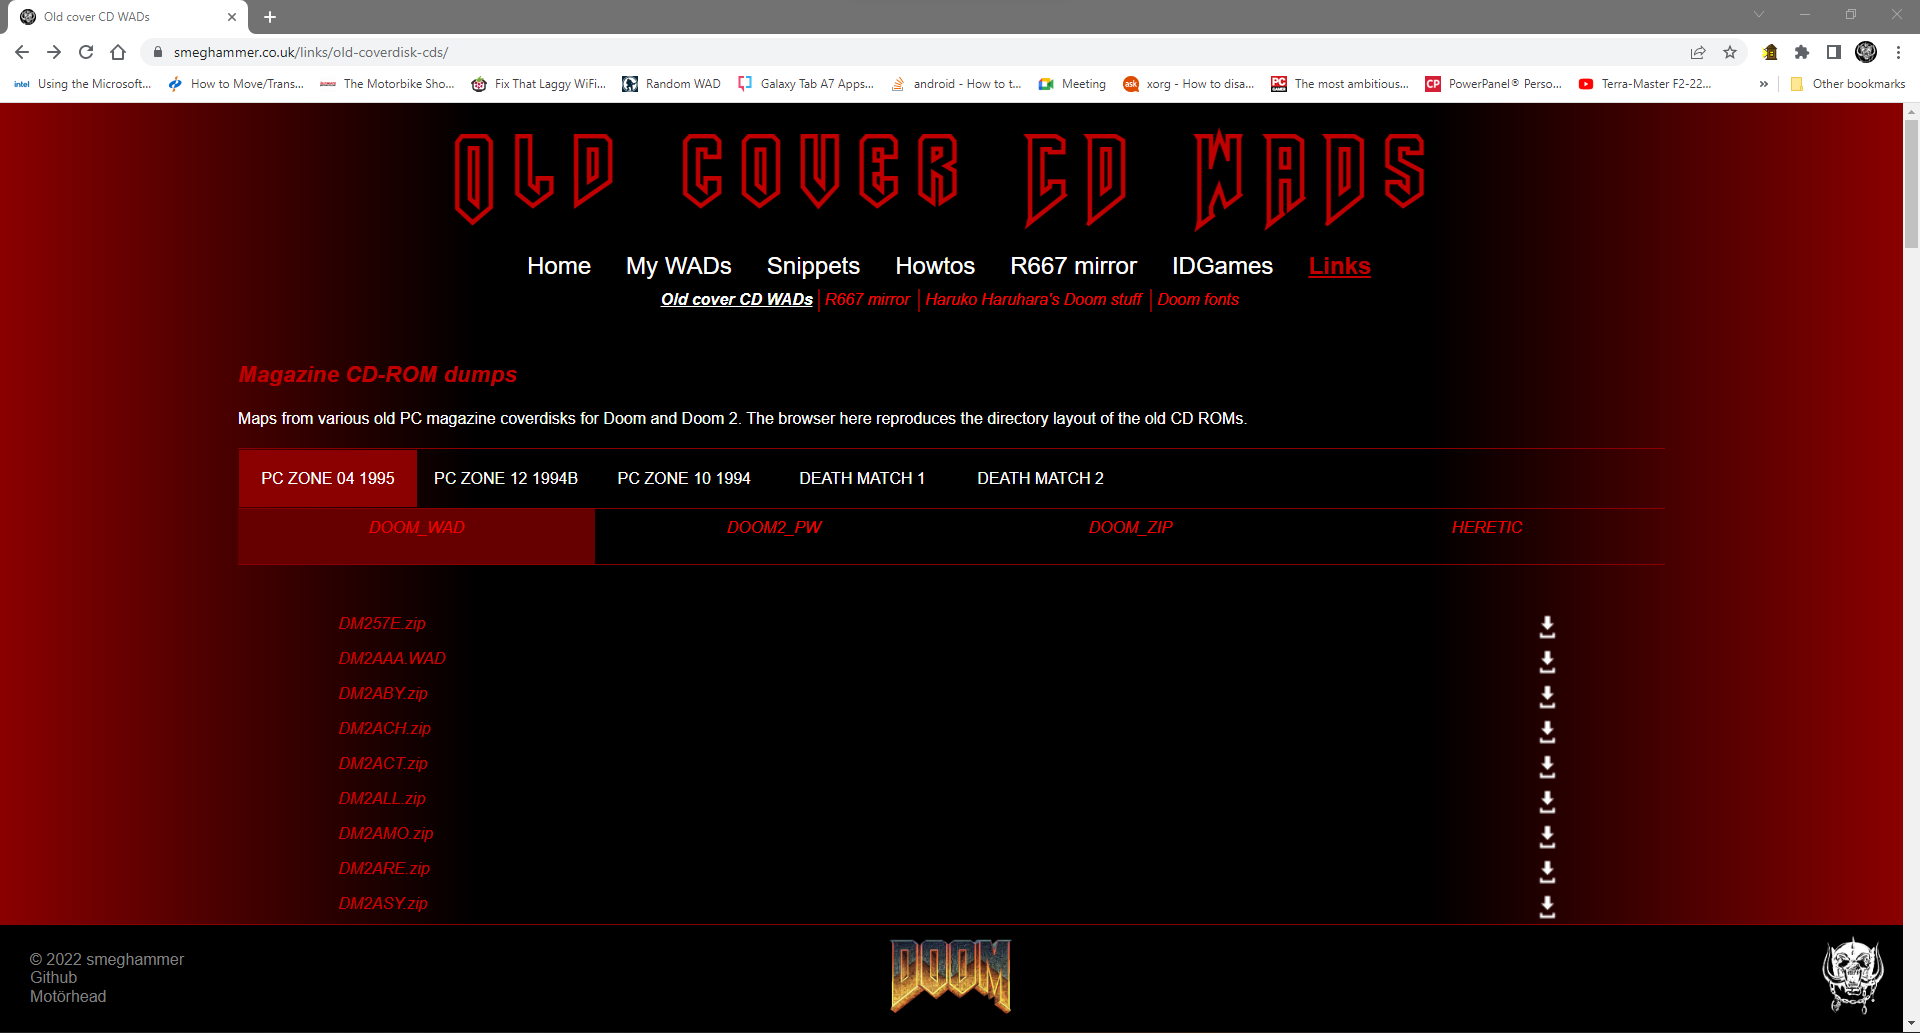 Old cover CD WADs
smeghammer.co.uk/links/old-coverdisk-cds/
intel Using the Microsoft... How to Move/Trans... The Motorbike Sho... Fix That Laggy WiFi... Random WAD Galaxy Tab A7 Apps... android - How to t... Meeting ask xorg - How to disa... PC GAMER The most ambitious... CP PowerPanel® Perso... Terra-Master F2-22... » Other bookmarks
OLD COVER CD WADS
Home My WADs Snippets Howtos R667 mirror IDGames Links
Old cover CD WADs R667 mirror Haruko Haruhara's Doom stuff Doom fonts
Magazine CD-ROM dumps
Maps from various old PC magazine coverdisks for Doom and Doom 2. The browser here reproduces the directory layout of the old CD ROMs.
PC ZONE 04 1995 PC ZONE 12 1994B PC ZONE 10 1994 DEATH MATCH 1 DEATH MATCH 2
DOOM_WAD DOOM2_PW DOOM_ZIP HERETIC
DM257E.zip
DM2AAA.WAD
DM2ABY.zip
DM2ACH.zip
DM2ACT.zip
DM2ALL.zip
DM2AMO.zip
DM2ARE.zip
DM2ASY.zip
© 2022 smeghammer
Github
Motörhead
DOOM